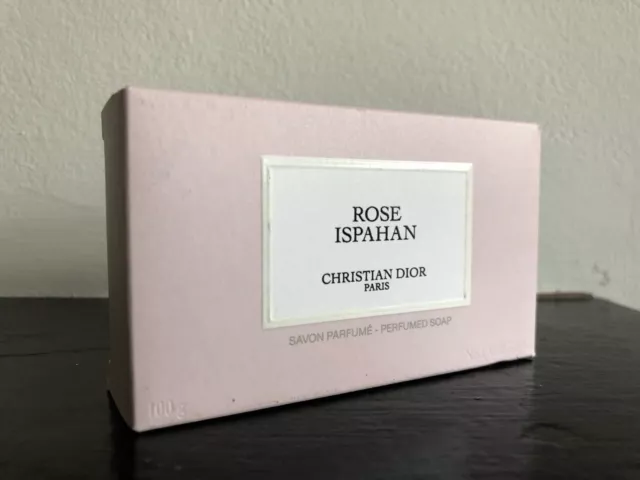 ROSE
ISPAHAN
CHRISTIAN DIOR
PARIS
SAVON PARFUMÉ - PERFUMED SOAP
100 g